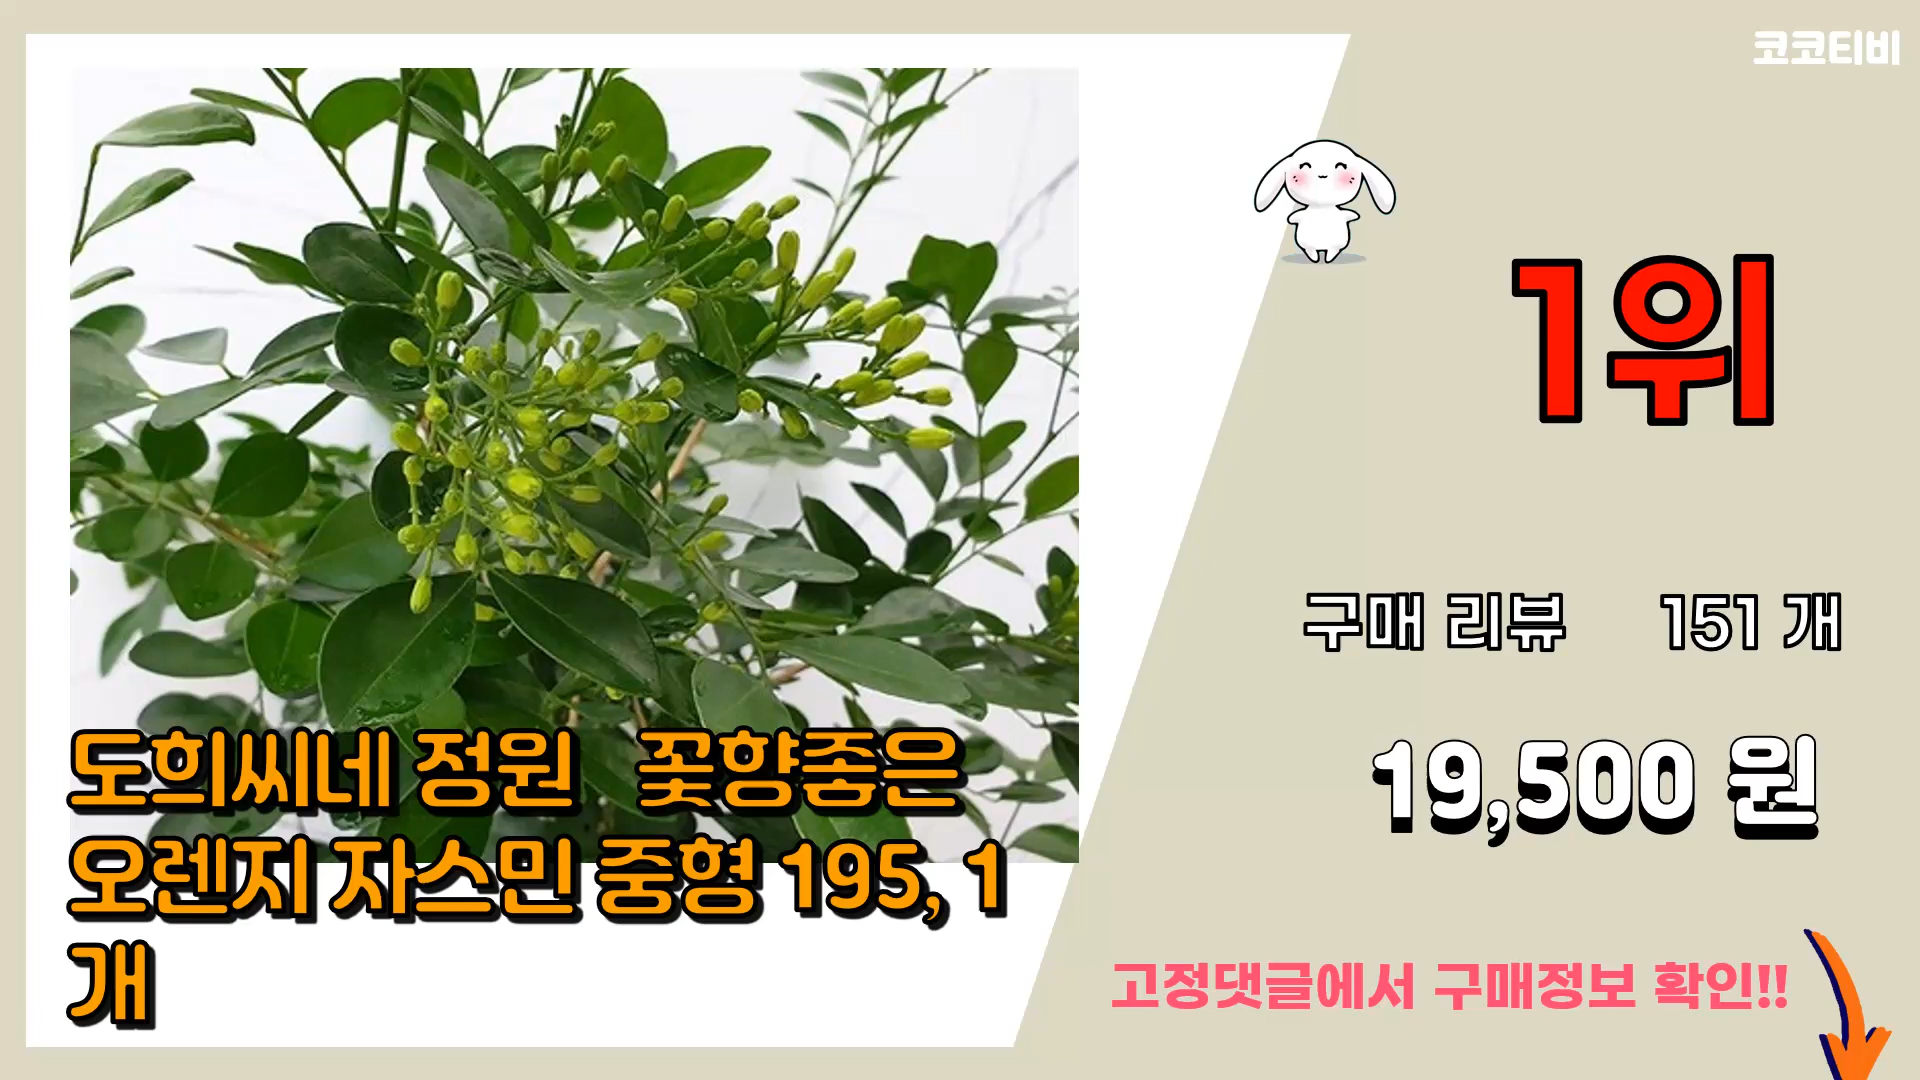 코코티비
1위
구매 리뷰 151 개
19,500 원
도희씨네 정원 꽃향좋은
오렌지 자스민 중형 195, 1
개
고정댓글에서 구매정보 확인!!